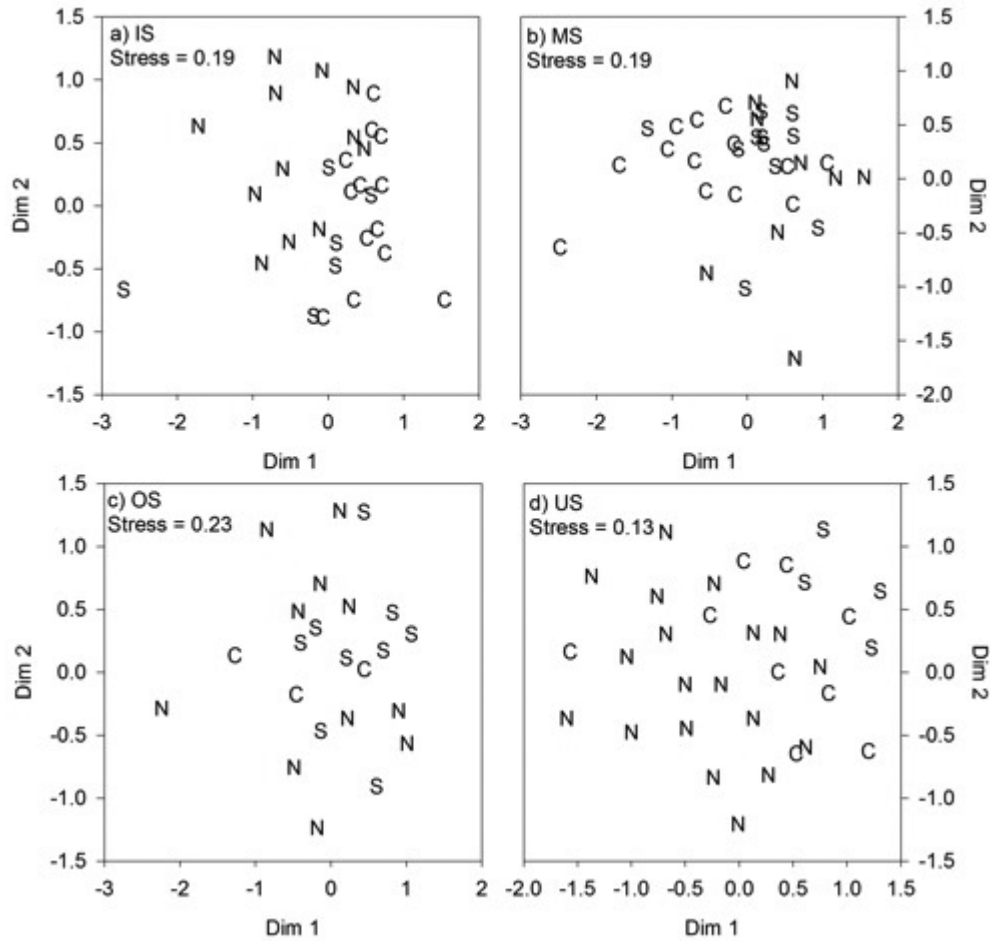 a) IS
Stress = 0.19
1.5
1.0
0.5
0.0
-0.5
-1.0
-1.5
Dim 2
N N
N N C
N C
N C
N C
N S
C C
N C S
N C
N S C
C
N S
S
C C
S C
-3 -2 -1 0 1 2
Dim 1
b) MS
Stress = 0.19
1.5
1.0
0.5
0.0
-0.5
-1.0
-1.5
-2.0
Dim 2
N
C N
S S
C N
S C
S S S
C S
C S
C C S C N C
N N
C C
C
N S
C
N
S
N
-3 -2 -1 0 1 2
Dim 1
c) OS
Stress = 0.23
1.5
1.0
0.5
0.0
-0.5
-1.0
-1.5
Dim 2
N S
N
N
N N S
S S
S
C S S
C
C
N N N
S
N
N
S
N
-3 -2 -1 0 1 2
Dim 1
d) US
Stress = 0.13
1.5
1.0
0.5
0.0
-0.5
-1.0
-1.5
Dim 2
N S
C C
N N S
N S
C C
N N N
C N S
C N
N N C
N N
N N N
N C
N N
N
-2.0 -1.5 -1.0 -0.5 0.0 0.5 1.0 1.5
Dim 1